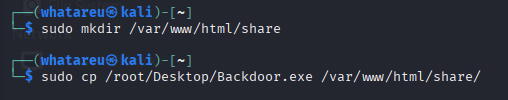 ┌──(whatareu㉿kali)-[~]
└─$ sudo mkdir /var/www/html/share
┌──(whatareu㉿kali)-[~]
└─$ sudo cp /root/Desktop/Backdoor.exe /var/www/html/share/